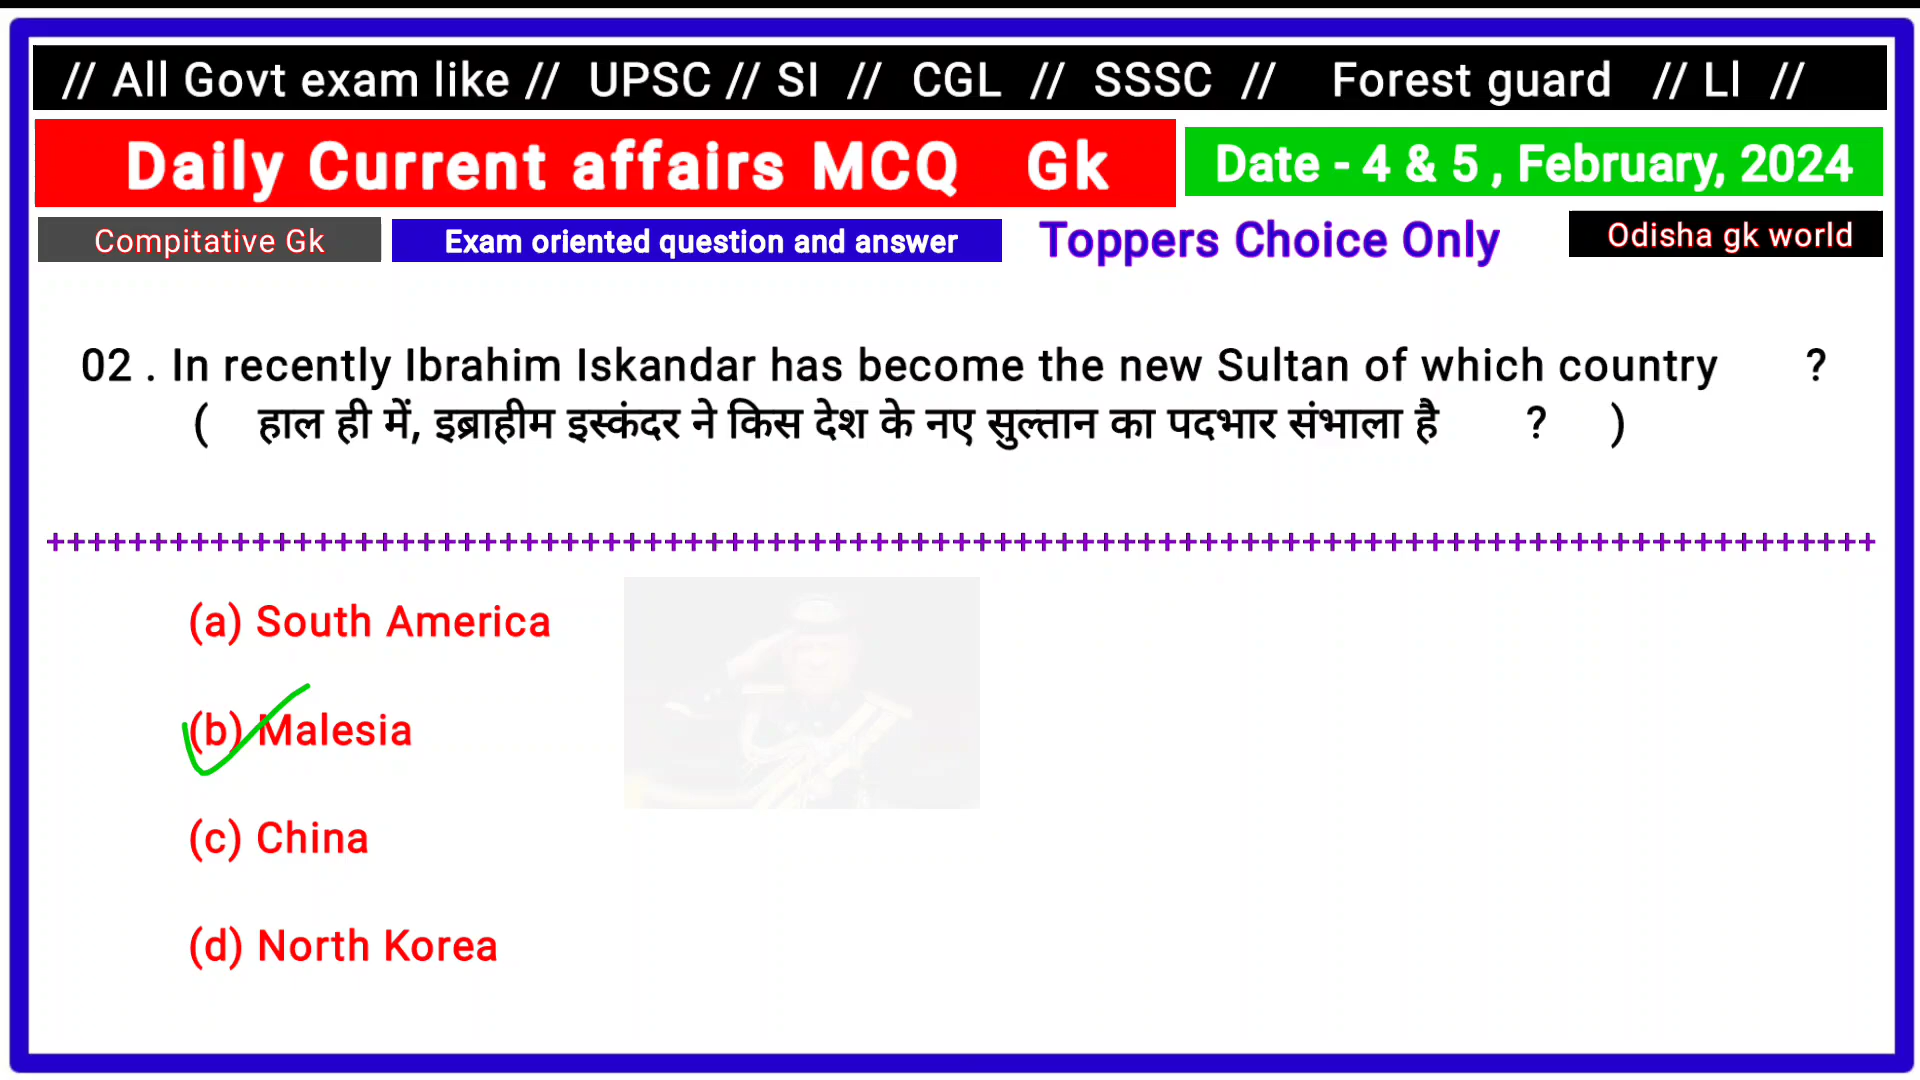 // All Govt exam like // UPSC // SI // CGL // SSSC // Forest guard // Ll //
Daily Current affairs MCQ Gk
Date - 4 & 5 , February, 2024
Compitative Gk
Exam oriented question and answer
Toppers Choice Only
Odisha gk world
02 . In recently Ibrahim Iskandar has become the new Sultan of which country ?
( हाल ही में, इब्राहीम इस्कंदर ने किस देश के नए सुल्तान का पदभार संभाला है ? )
+++++++++++++++++++++++++++++++++++++++++++++++++++++++++++++++++++++++++++++++++++++++++
(a) South America
(b) Malesia
(c) China
(d) North Korea